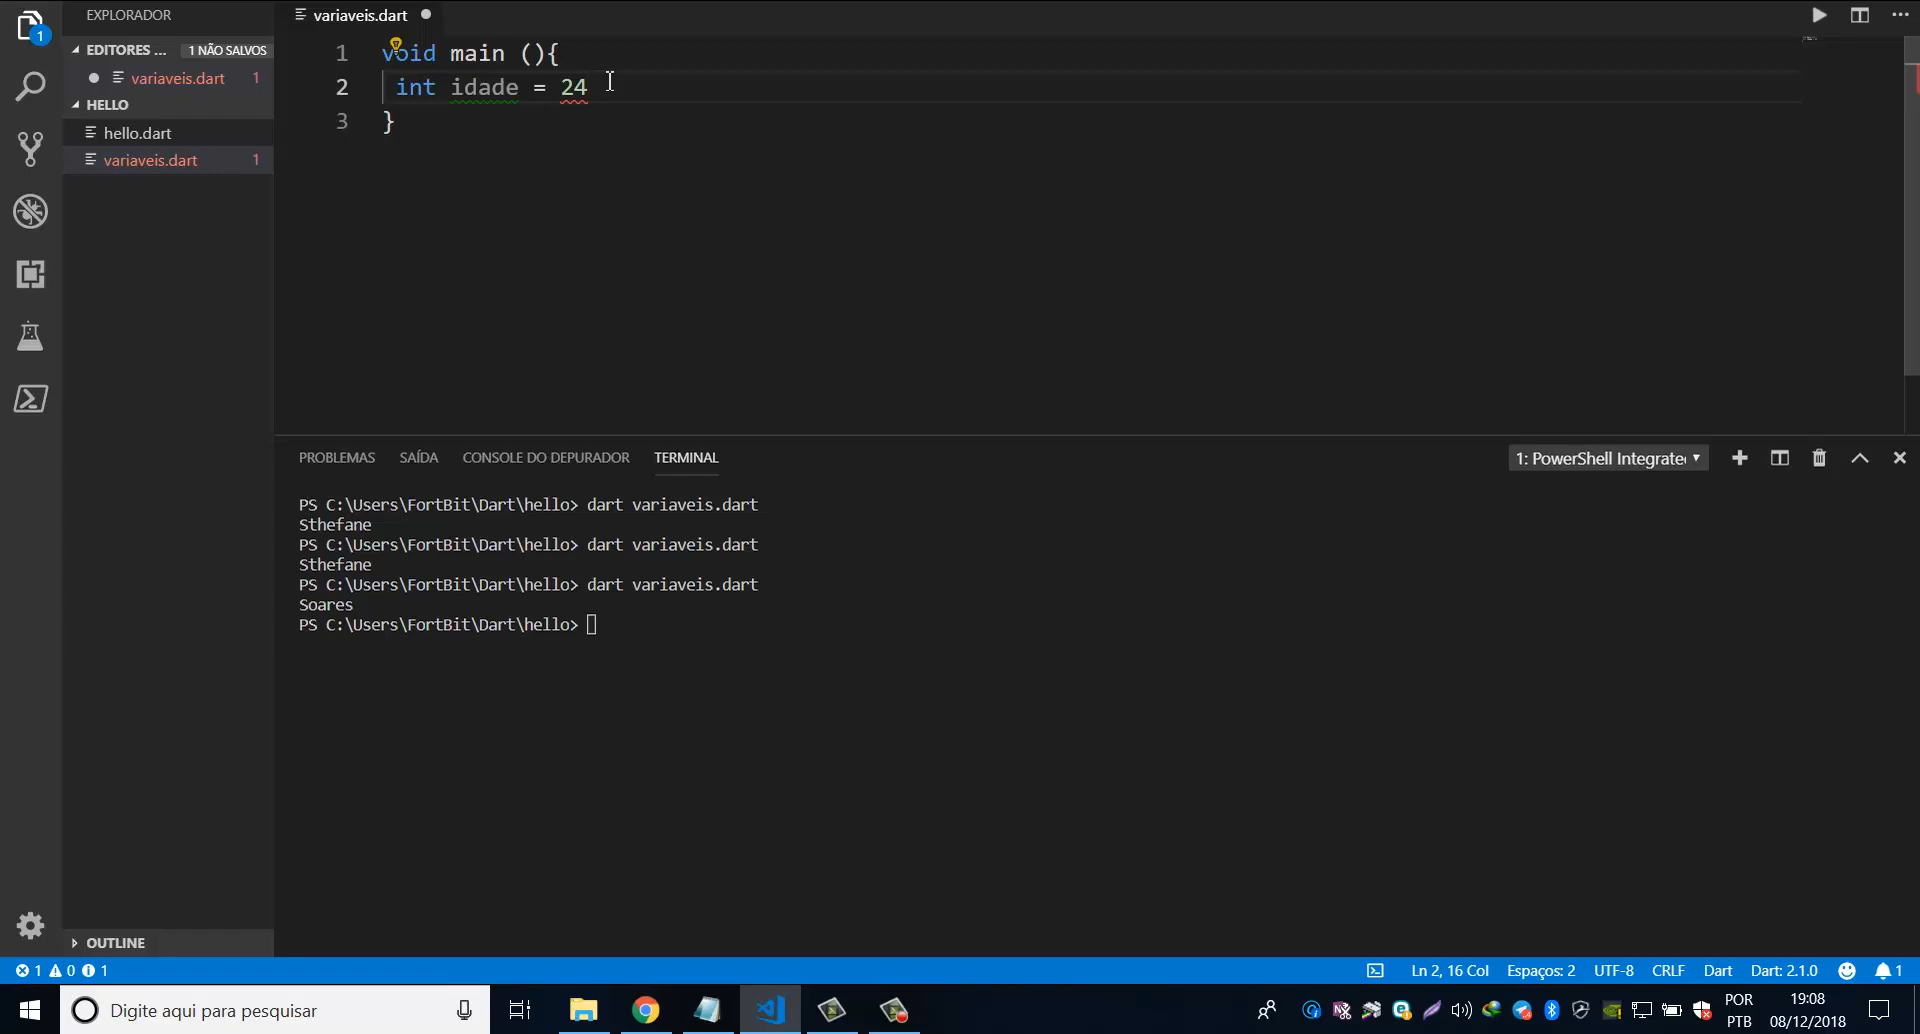 EXPLORADOR
variaveis.dart
EDITORES ... 1 NÃO SALVOS
variaveis.dart 1
HELLO
hello.dart
variaveis.dart 1
1
OUTLINE
1 void main (){
2 int idade = 24
3 }
PROBLEMAS SAÍDA CONSOLE DO DEPURADOR TERMINAL
1: PowerShell Integrate
PS C:\Users\FortBit\Dart\hello> dart variaveis.dart
Sthefane
PS C:\Users\FortBit\Dart\hello> dart variaveis.dart
Sthefane
PS C:\Users\FortBit\Dart\hello> dart variaveis.dart
Soares
PS C:\Users\FortBit\Dart\hello>
1 0 1 Ln 2, 16 Col Espaços: 2 UTF-8 CRLF Dart Dart: 2.1.0 1
Digite aqui para pesquisar
POR
PTB
19:08
08/12/2018